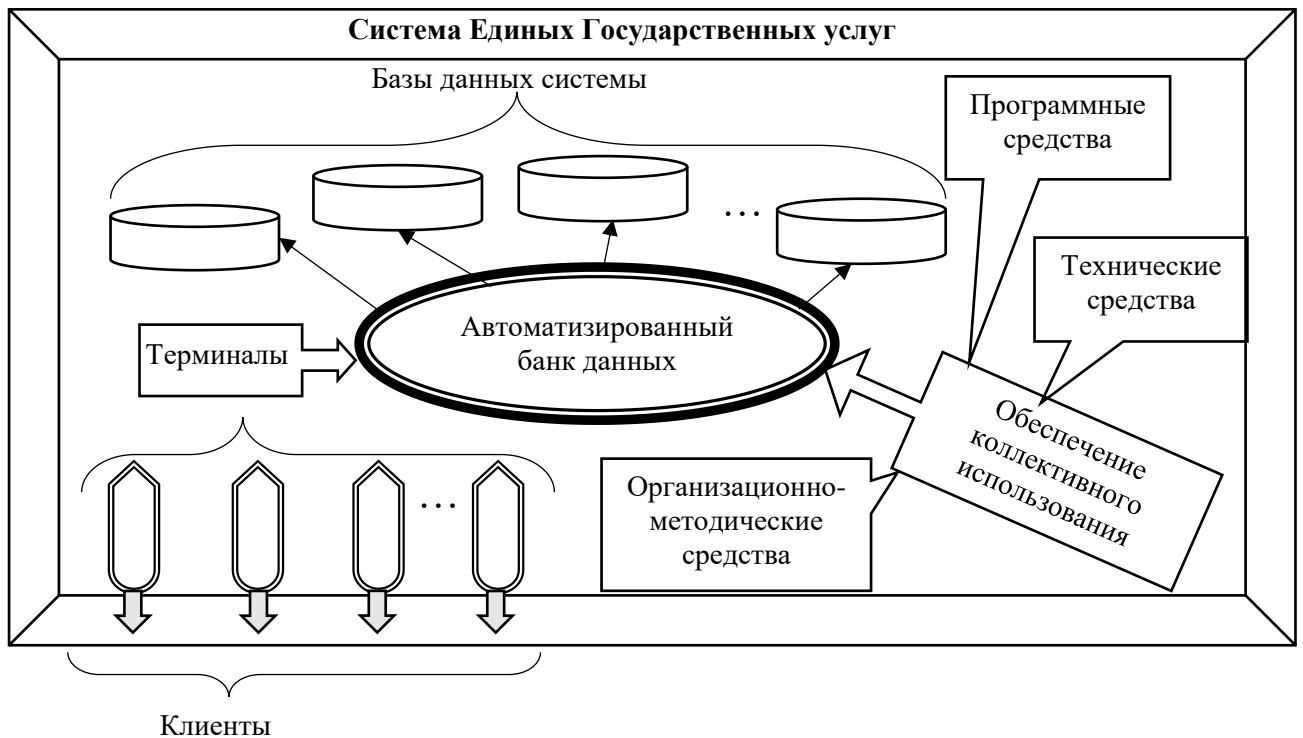 Система Единых Государственных услуг
Базы данных системы
Программные
средства
...
Технические
средства
Автоматизированный
банк данных
Терминалы
Обеспечение
коллективного
использования
Организационно-
методические
средства
...
Клиенты